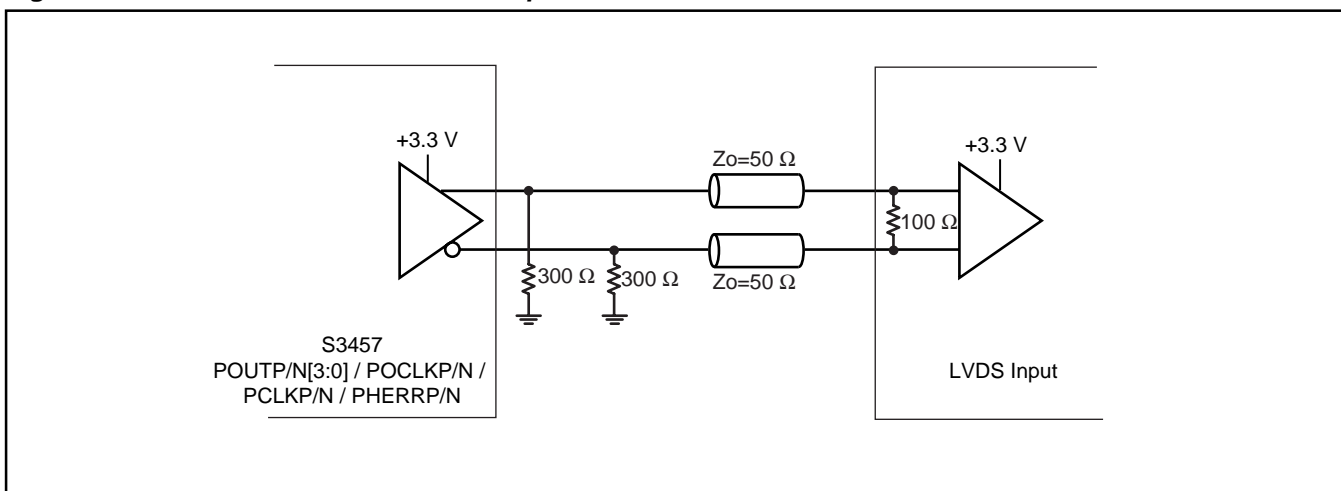 +3.3 V
Zo=50 Ω
+3.3 V
100 Ω
300 Ω
300 Ω
Zo=50 Ω
S3457
POUTP/N[3:0] / POCLKP/N /
PCLKP/N / PHERRP/N
LVDS Input